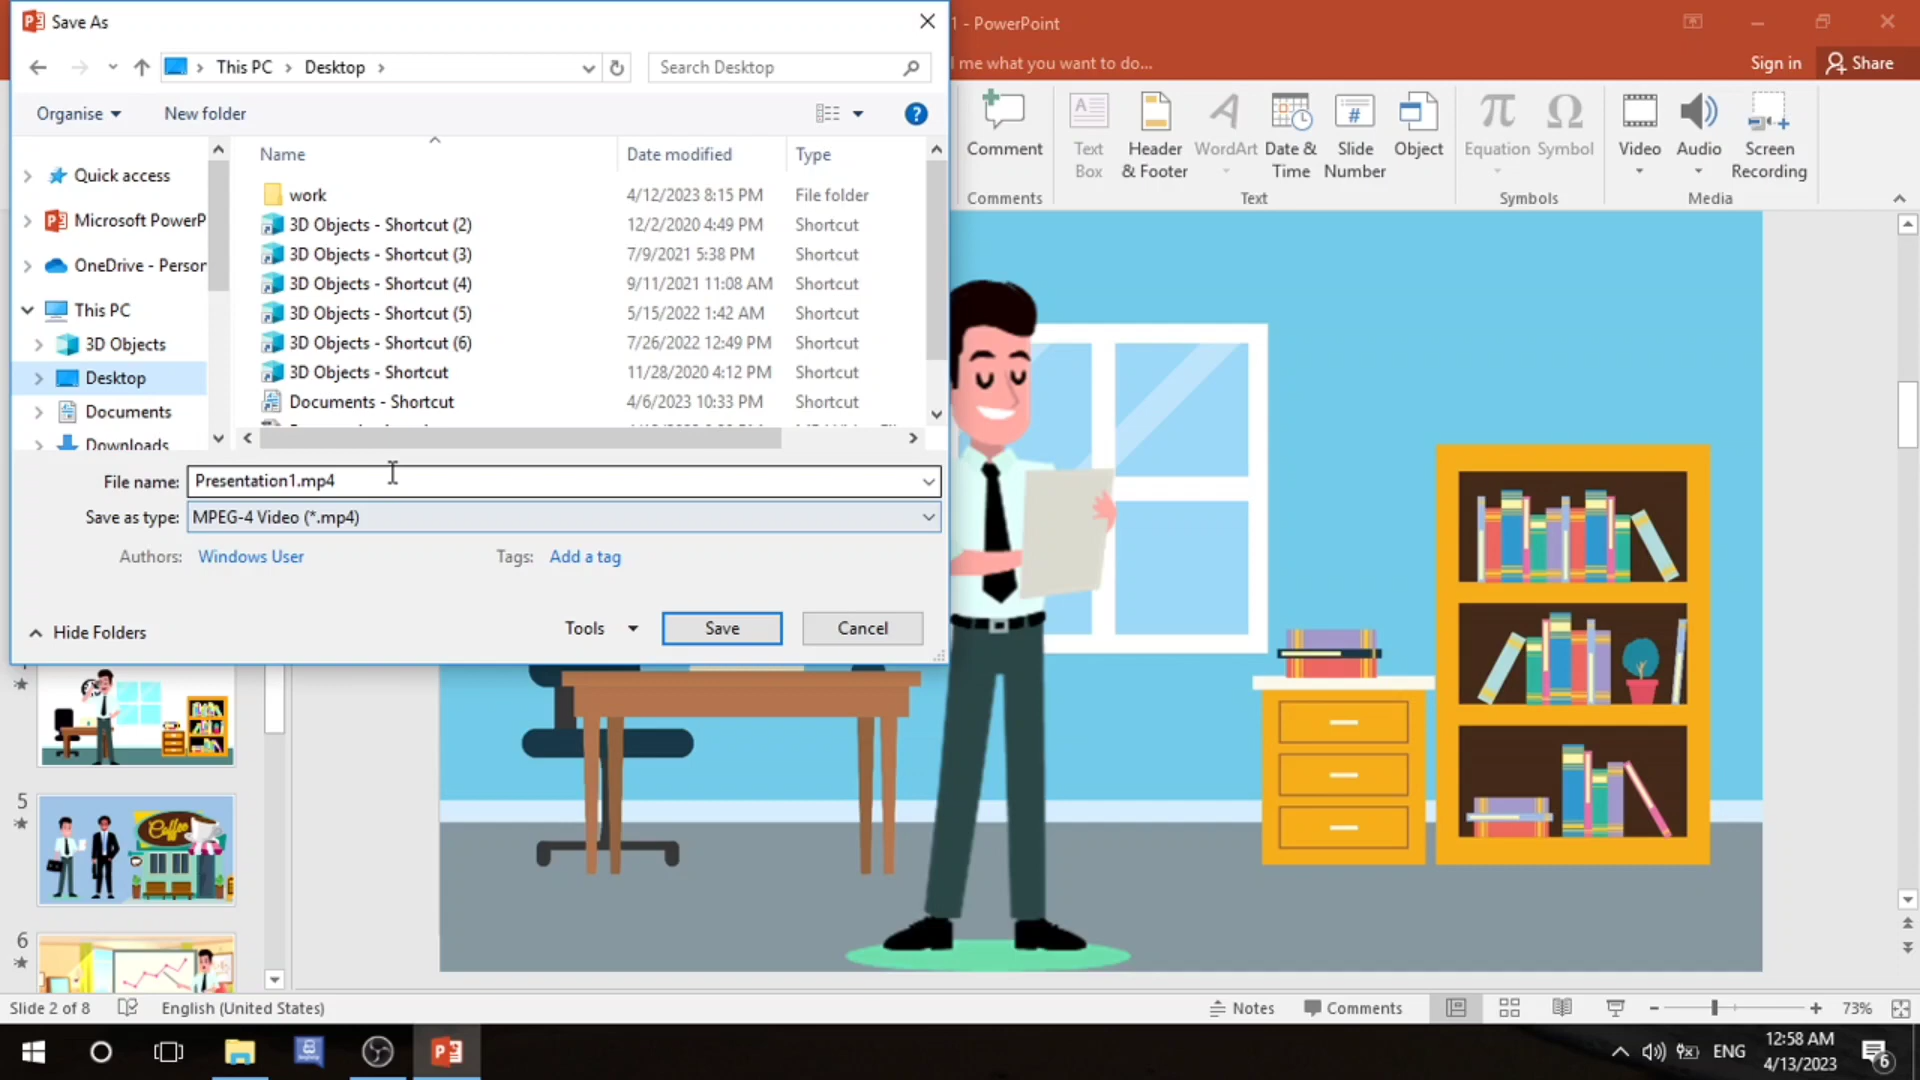 Save As
1 - PowerPoint
This PC
Desktop
Search Desktop
me what you want to do...
Sign in
Share
Organise
New folder
Comment
Text Box
Header & Footer
WordArt
Date & Time
Slide Number
Object
Equation
Symbol
Video
Audio
Screen Recording
Comments
Text
Symbols
Media
Name
Date modified
Type
Quick access
Microsoft PowerP
OneDrive - Person
This PC
3D Objects
Desktop
Documents
Downloads
work 4/12/2023 8:15 PM File folder
3D Objects - Shortcut (2) 12/2/2020 4:49 PM Shortcut
3D Objects - Shortcut (3) 7/9/2021 5:38 PM Shortcut
3D Objects - Shortcut (4) 9/11/2021 11:08 AM Shortcut
3D Objects - Shortcut (5) 5/15/2022 1:42 AM Shortcut
3D Objects - Shortcut (6) 7/26/2022 12:49 PM Shortcut
3D Objects - Shortcut 11/28/2020 4:12 PM Shortcut
Documents - Shortcut 4/6/2023 10:33 PM Shortcut
File name: Presentation1.mp4
Save as type: MPEG-4 Video (*.mp4)
Authors: Windows User
Tags: Add a tag
Hide Folders
Tools
Save
Cancel
5
Coffee
6
Slide 2 of 8
English (United States)
Notes
Comments
73%
ENG
12:58 AM
4/13/2023
6